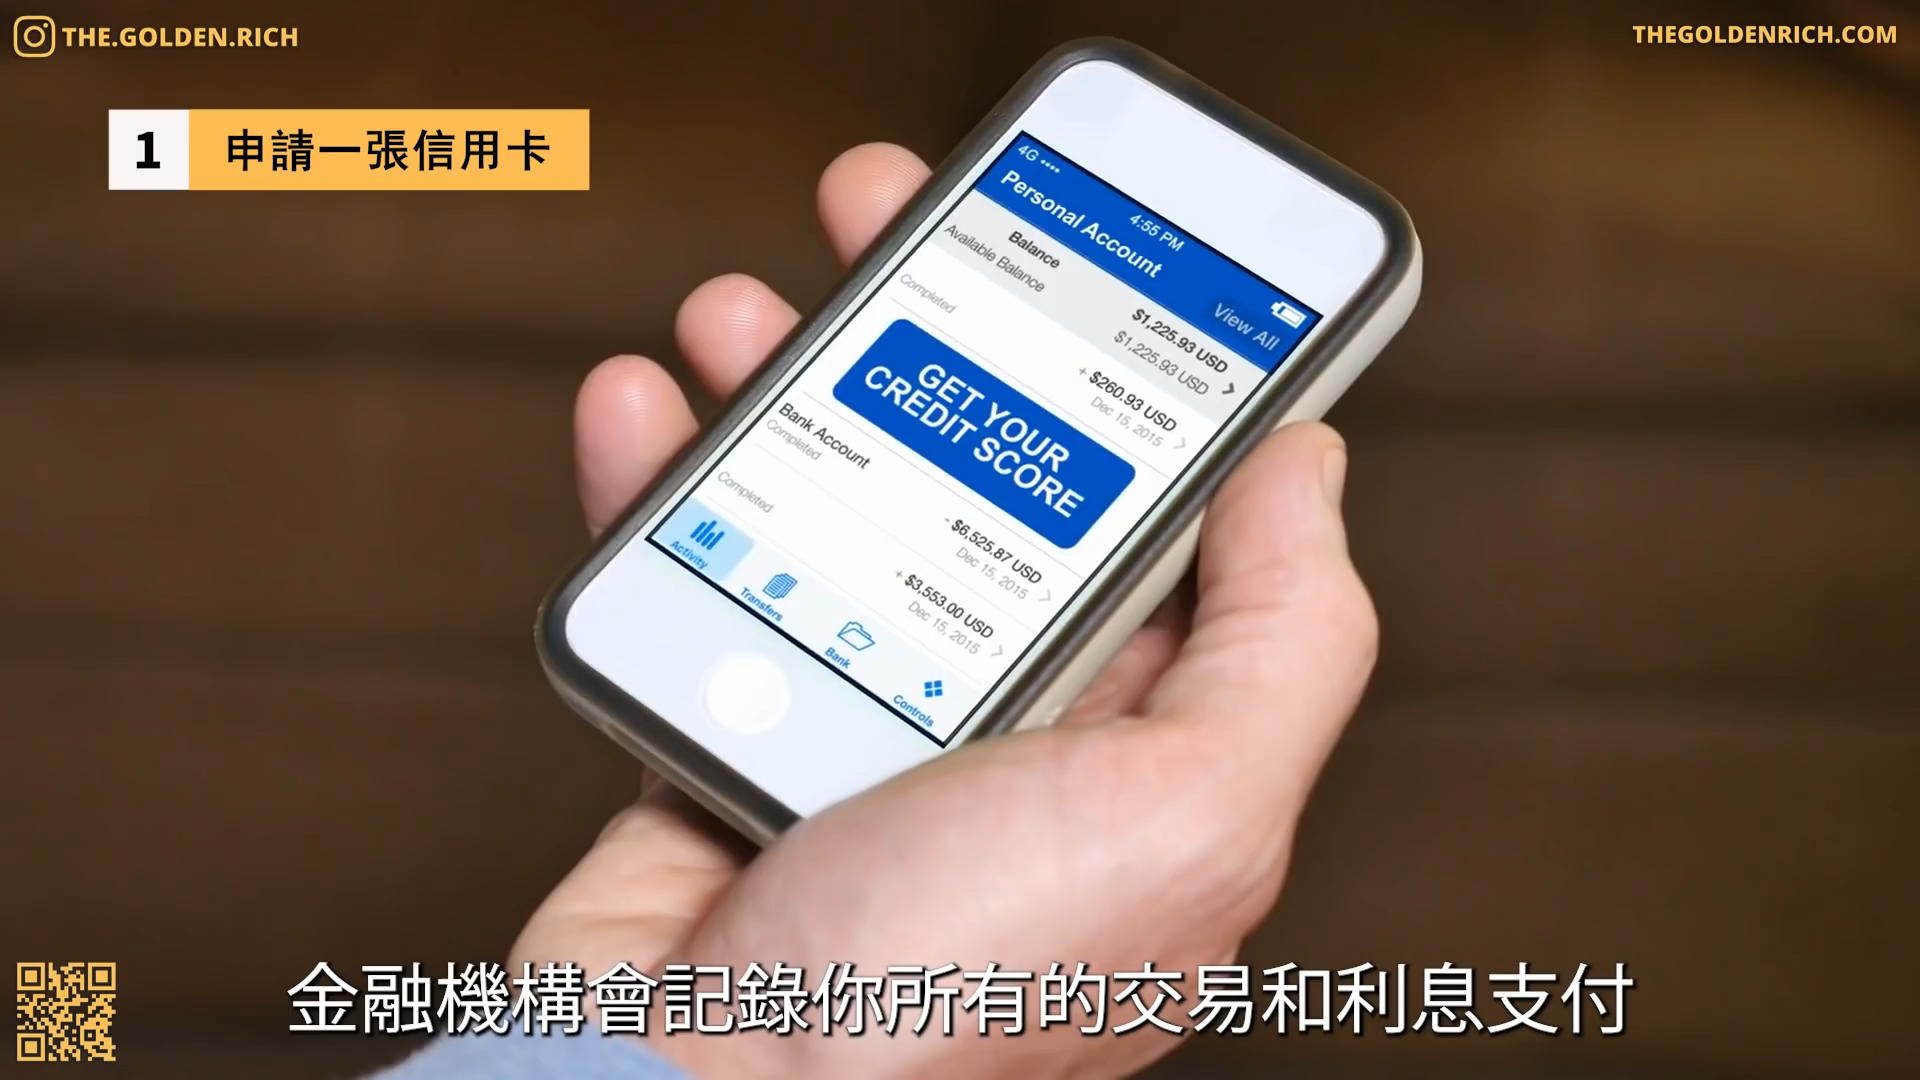 THE.GOLDEN.RICH
THEGOLDENRICH.COM
1 申請一張信用卡
4G
4:55 PM
Personal Account
View All
Balance
$1,225.93 USD
Available Balance
$1,225.93 USD
+ $260.93 USD
Completed
Dec 15, 2015
GET YOUR
CREDIT SCORE
Bank Account
- $6,525.87 USD
Completed
Dec 15, 2015
+ $3,553.00 USD
Completed
Dec 15, 2015
Activity
Transfers
Bank
Controls
金融機構會記錄你所有的交易和利息支付